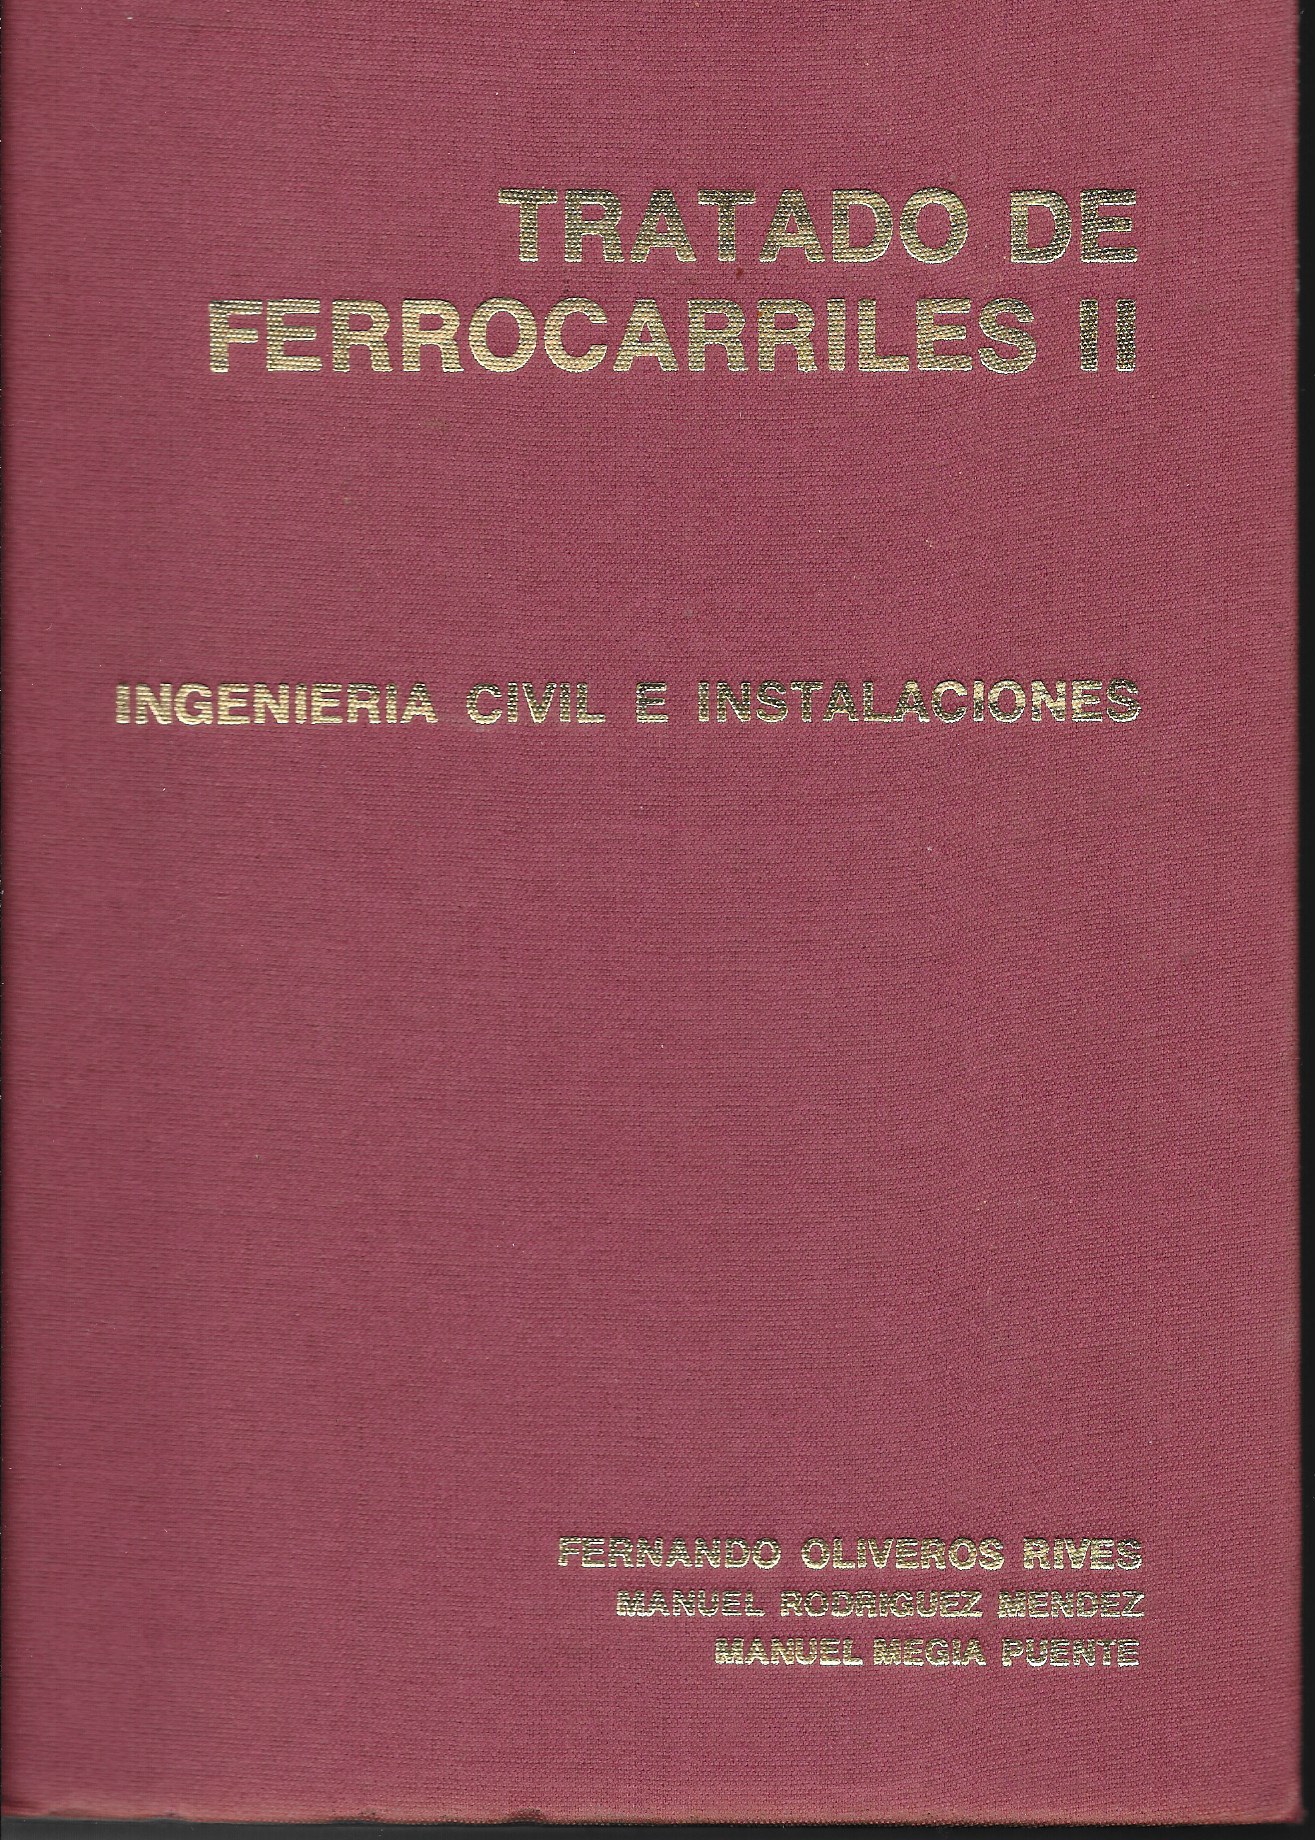 TRATADO DE
FERROCARRILES II
INGENIERIA CIVIL E INSTALACIONES
FERNANDO OLIVEROS RIVES
MANUEL RODRIGUEZ MENDEZ
MANUEL MEGIA PUENTE